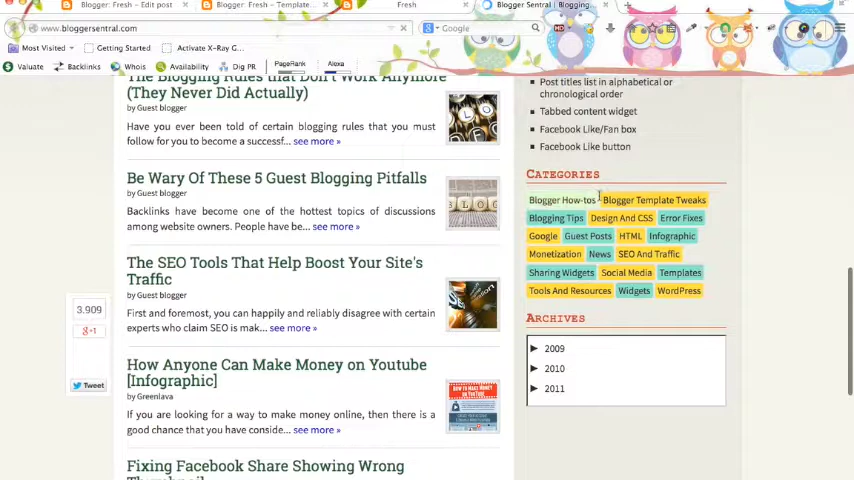 Blogger: Fresh – Edit post
Blogger: Fresh – Template...
Fresh
Blogger Sentral | Blogging
www.bloggersentral.com
Google
Most Visited
Getting Started
Activate X-Ray G...
Valuate
Backlinks
Whois
Availability
Dig PR
PageRank
Alexa
The Blogging Rules that Don't Work Anymore
(They Never Did Actually)
by Guest blogger
Have you ever been told of certain blogging rules that you must
follow for you to become a successf... see more »
Be Wary Of These 5 Guest Blogging Pitfalls
by Guest blogger
Backlinks have become one of the hottest topics of discussions
among website owners. People have be... see more »
The SEO Tools That Help Boost Your Site's
Traffic
by Guest blogger
First and foremost, you can happily and reliably disagree with certain
experts who claim SEO is mak... see more »
3.909
+1
Tweet
How Anyone Can Make Money on Youtube
[Infographic]
by Greenlava
If you are looking for a way to make money online, then there is a
good chance that you have conside... see more »
Fixing Facebook Share Showing Wrong
Post titles list in alphabetical or
chronological order
Tabbed content widget
Facebook Like/Fan box
Facebook Like button
Categories
Blogger How-tos Blogger Template Tweaks
Blogging Tips Design And CSS Error Fixes
Google Guest Posts HTML Infographic
Monetization News SEO And Traffic
Sharing Widgets Social Media Templates
Tools And Resources Widgets WordPress
Archives
2009
2010
2011